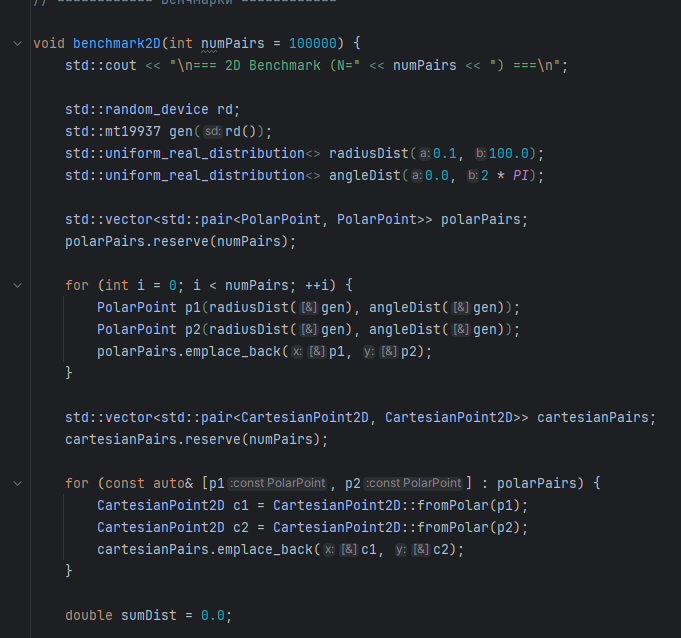 // ============ Бенчмарки ============
void benchmark2D(int numPairs = 100000) {
std::cout << "\n=== 2D Benchmark (N=" << numPairs << ") ===\n";
std::random_device rd;
std::mt19937 gen(sd:rd());
std::uniform_real_distribution<> radiusDist(a:0.1, b:100.0);
std::uniform_real_distribution<> angleDist(a:0.0, b:2 * PI);
std::vector<std::pair<PolarPoint, PolarPoint>> polarPairs;
polarPairs.reserve(numPairs);
for (int i = 0; i < numPairs; ++i) {
PolarPoint p1(radiusDist([&]gen), angleDist([&]gen));
PolarPoint p2(radiusDist([&]gen), angleDist([&]gen));
polarPairs.emplace_back(x:[&]p1, y:[&]p2);
}
std::vector<std::pair<CartesianPoint2D, CartesianPoint2D>> cartesianPairs;
cartesianPairs.reserve(numPairs);
for (const auto& [p1:const PolarPoint, p2:const PolarPoint] : polarPairs) {
CartesianPoint2D c1 = CartesianPoint2D::fromPolar(p1);
CartesianPoint2D c2 = CartesianPoint2D::fromPolar(p2);
cartesianPairs.emplace_back(x:[&]c1, y:[&]c2);
}
double sumDist = 0.0;